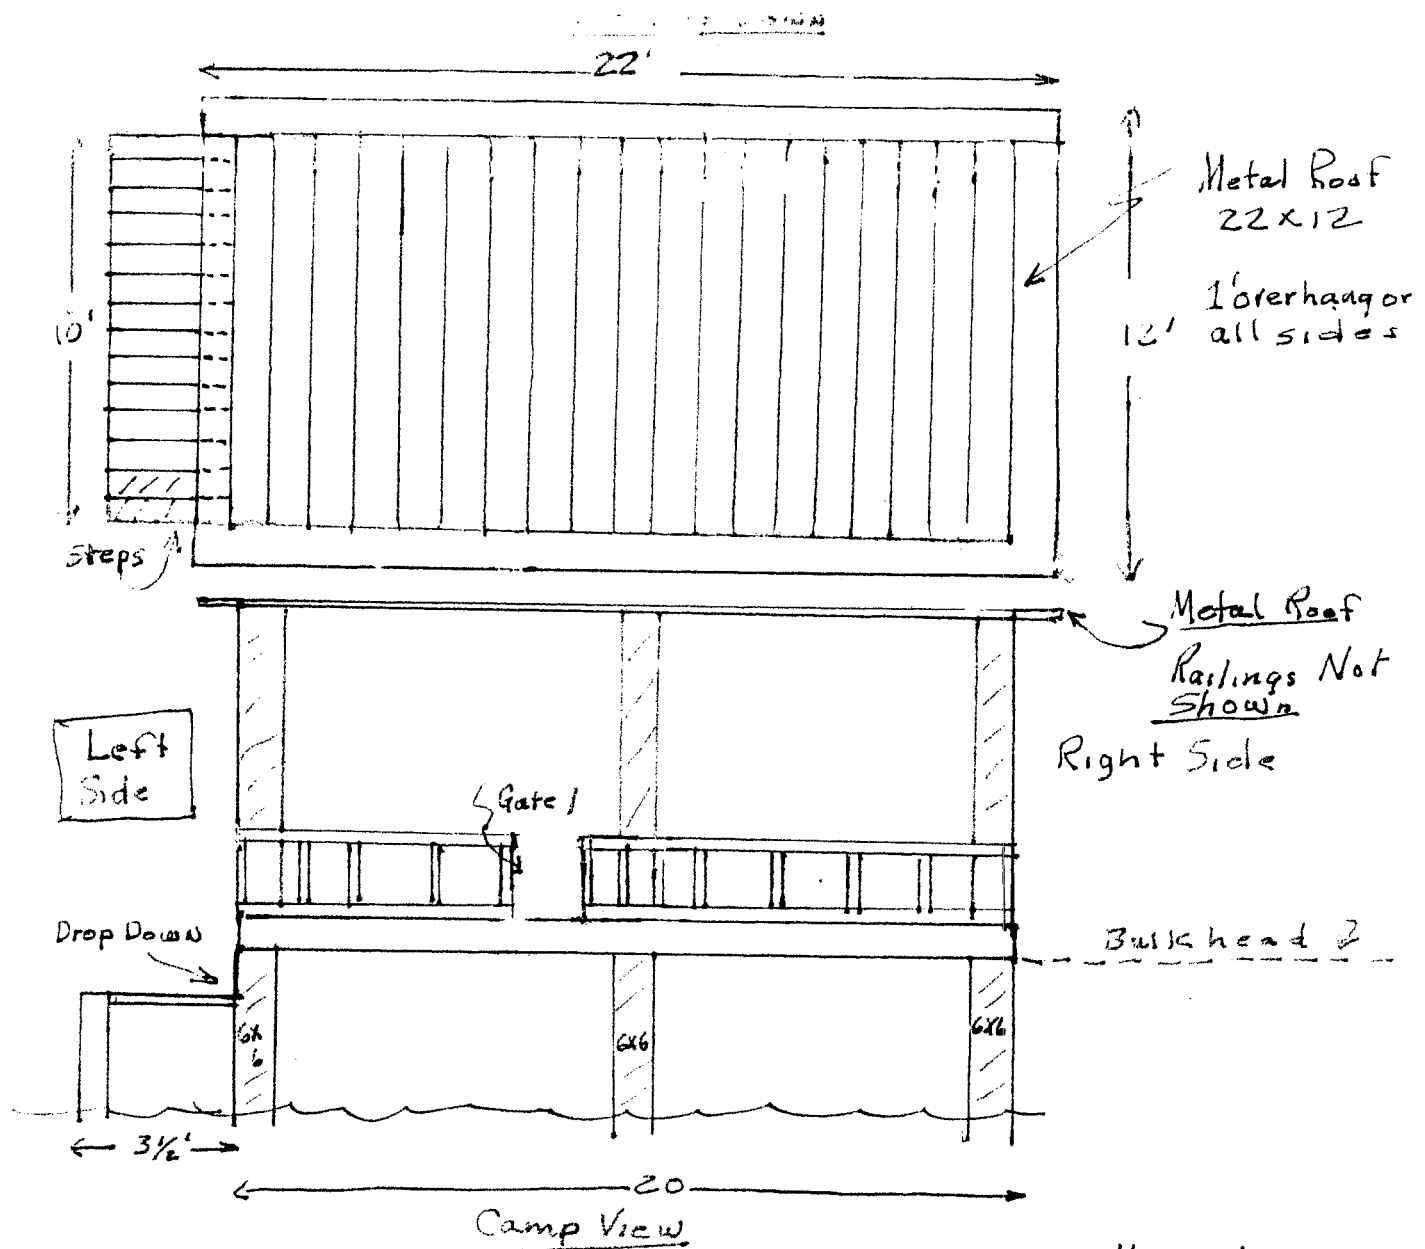 22'
Metal Roof
22 x 12
1' overhang or
all sides
10'
12'
Steps
Metal Roof
Railings Not
Shown
Left
Side
Right Side
Gate 1
Drop Down
Bulkhead ?
6x
6
6x6
6x6
3½'
20
Camp View